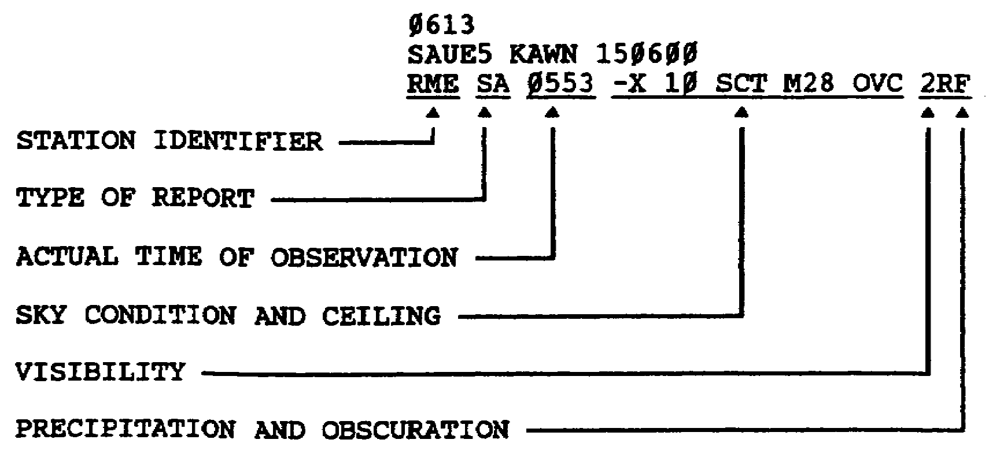 Ø613
SAUE5 KAWN 15Ø6ØØ
RME SA Ø553 -X 1Ø SCT M28 OVC 2RF
STATION IDENTIFIER
TYPE OF REPORT
ACTUAL TIME OF OBSERVATION
SKY CONDITION AND CEILING
VISIBILITY
PRECIPITATION AND OBSCURATION